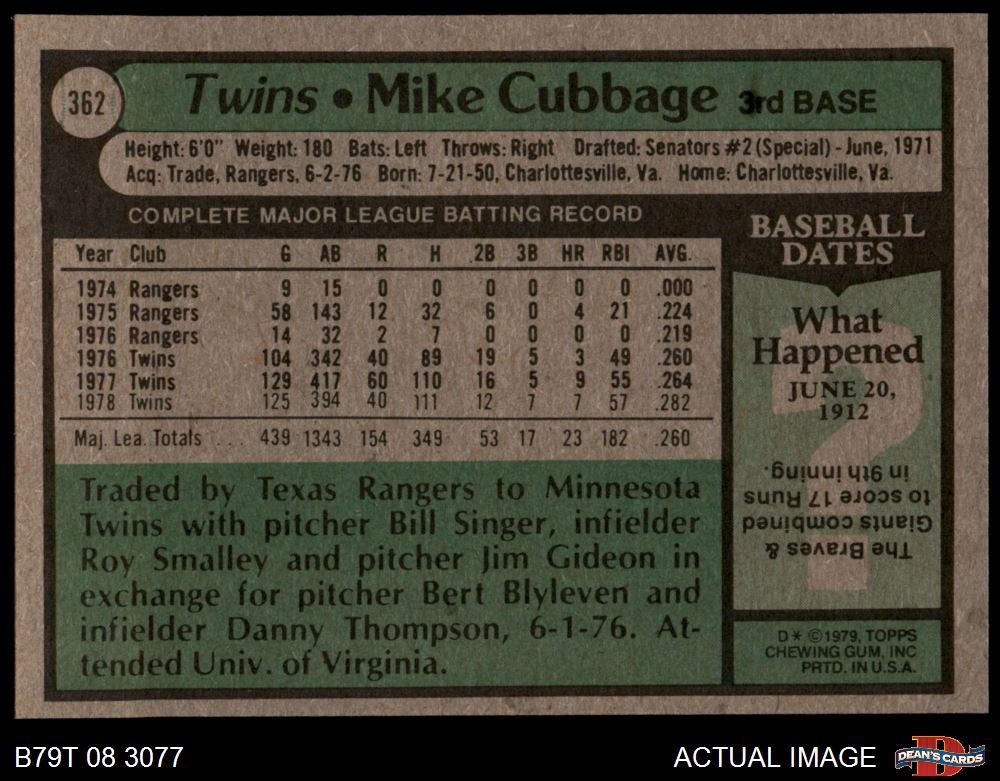 362
Twins • Mike Cubbage 3rd BASE
Height: 6'0" Weight: 180 Bats: Left Throws: Right Drafted: Senators #2 (Special) - June, 1971
Acq: Trade, Rangers, 6-2-76 Born: 7-21-50, Charlottesville, Va. Home: Charlottesville, Va.
COMPLETE MAJOR LEAGUE BATTING RECORD
Year Club G AB R H 2B 3B HR RBI AVG.
1974 Rangers 9 15 0 0 0 0 0 0 .000
1975 Rangers 58 143 12 32 6 0 4 21 .224
1976 Rangers 14 32 2 7 0 0 0 0 .219
1976 Twins 104 342 40 89 19 5 3 49 .260
1977 Twins 129 417 60 110 16 5 9 55 .264
1978 Twins 125 394 40 111 12 7 7 57 .282
Maj. Lea. Totals ... 439 1343 154 349 53 17 23 182 .260
Traded by Texas Rangers to Minnesota
Twins with pitcher Bill Singer, infielder
Roy Smalley and pitcher Jim Gideon in
exchange for pitcher Bert Blyleven and
infielder Danny Thompson, 6-1-76. At-
tended Univ. of Virginia.
BASEBALL
DATES
What
Happened
JUNE 20,
1912
The Braves &
Giants combined
to score 17 Runs
in 9th inning.
D* ©1979, TOPPS
CHEWING GUM, INC
PRTD. IN U.S.A.
B79T 08 3077
ACTUAL IMAGE
D
DEAN'S CARDS